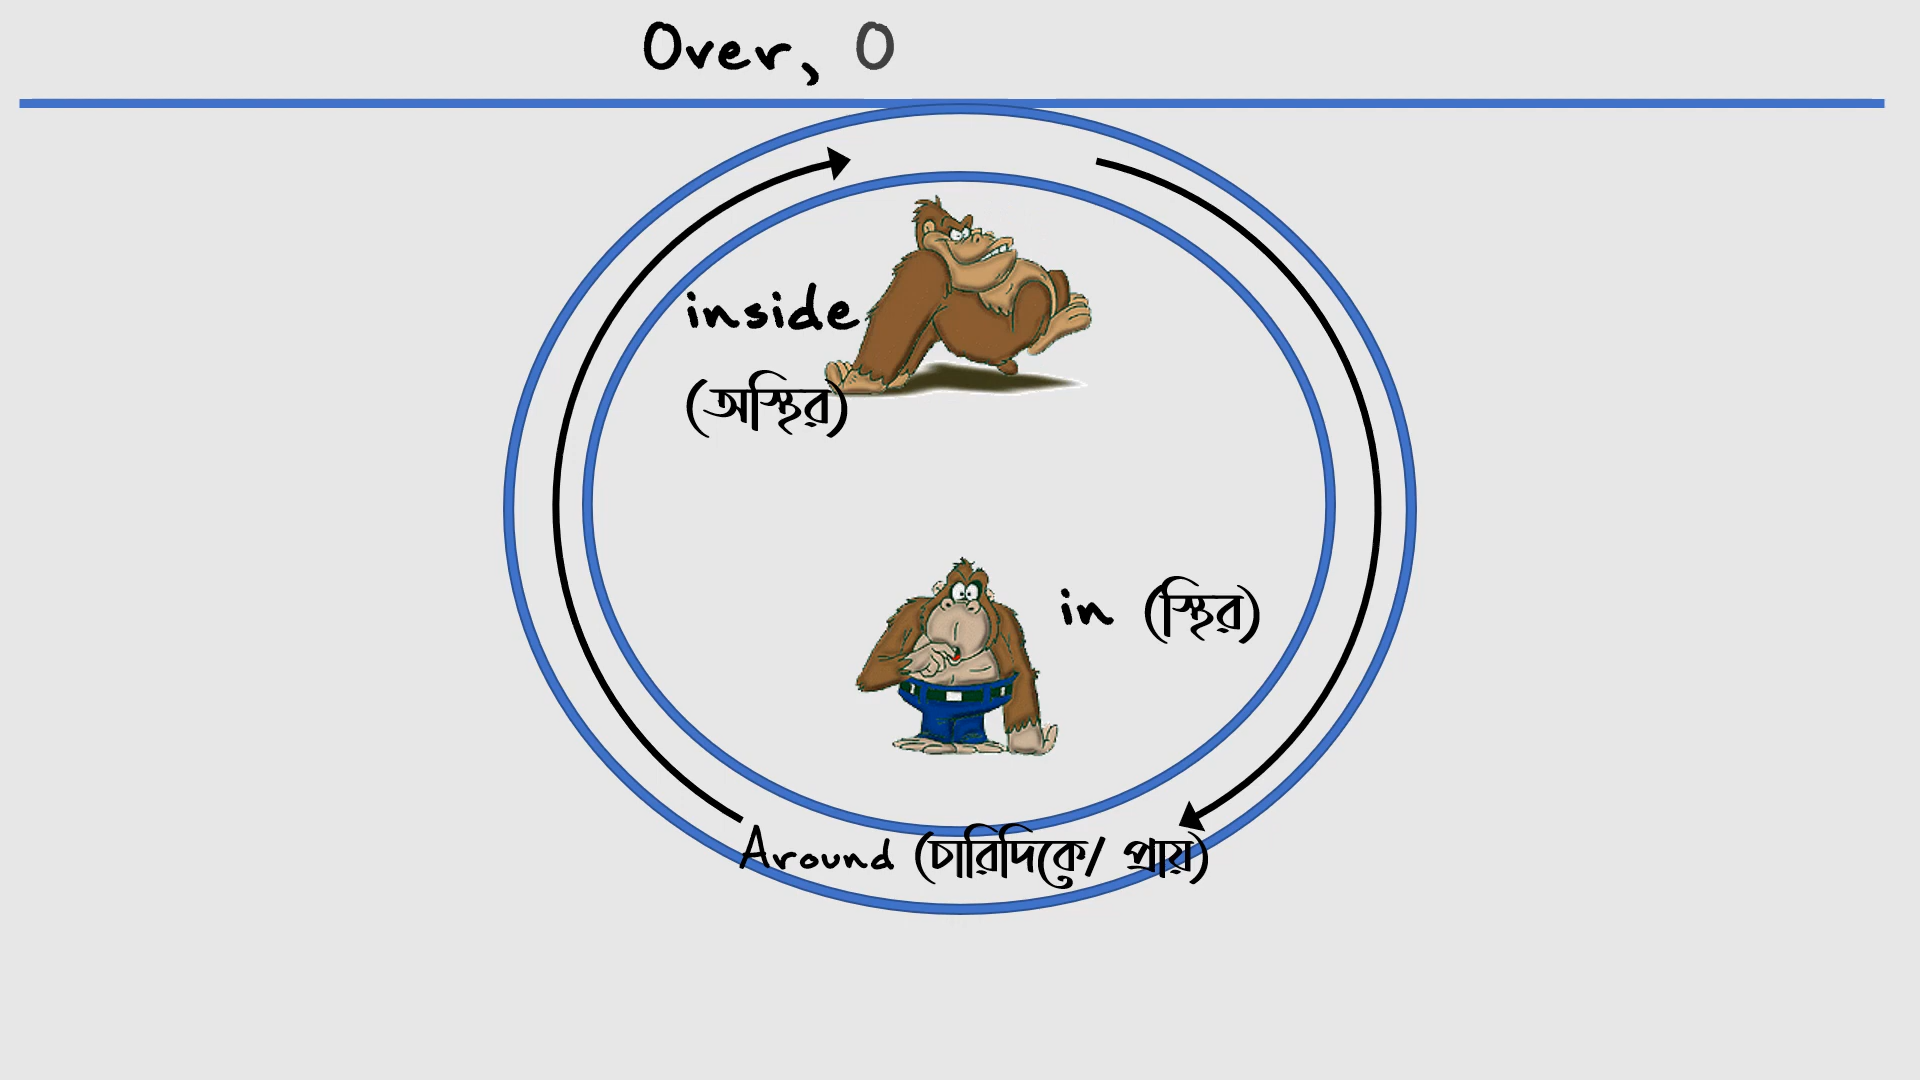 Over, O
inside
(অস্থির)
in (স্থির)
Around (চারিদিকে/ প্রায়)